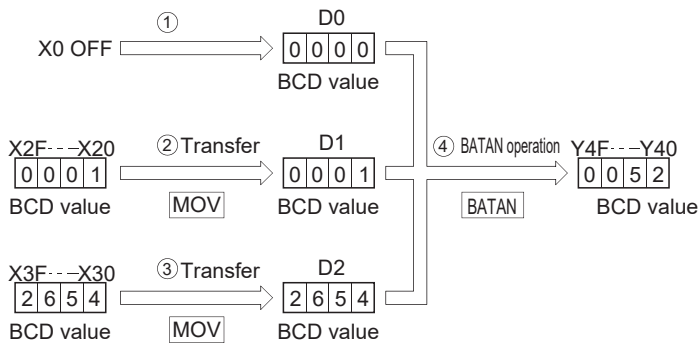 ① D0
X0 OFF 0 0 0 0
BCD value
X2F---X20 ② Transfer D1 ④ BATAN operation Y4F---Y40
0 0 0 1 0 0 0 1 0 0 5 2
BCD value MOV BCD value BATAN BCD value
X3F---X30 ③ Transfer D2
2 6 5 4 2 6 5 4
BCD value MOV BCD value